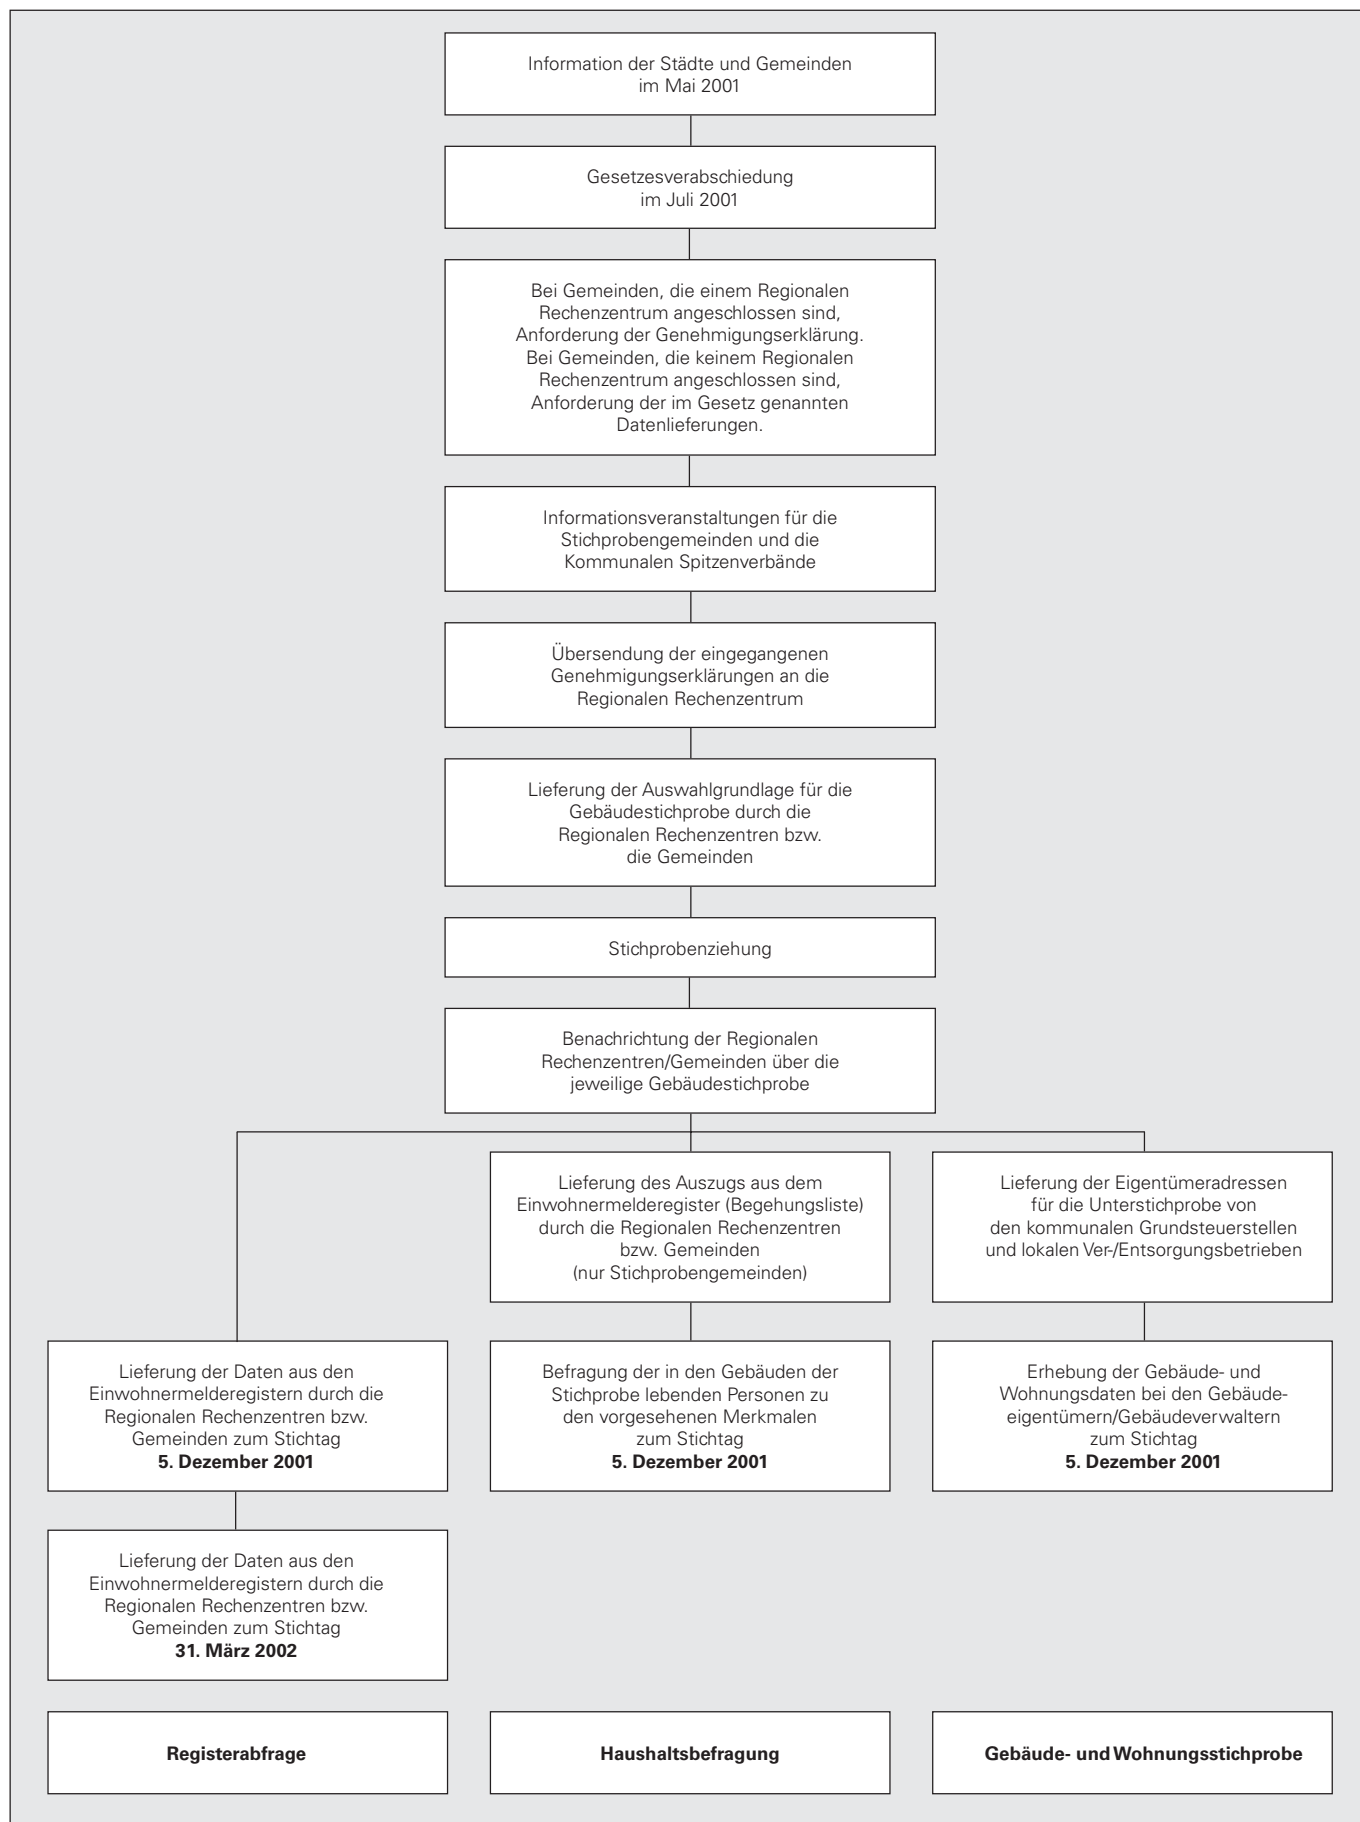 Information der Städte und Gemeinden
im Mai 2001
Gesetzesverabschiedung
im Juli 2001
Bei Gemeinden, die einem Regionalen
Rechenzentrum angeschlossen sind,
Anforderung der Genehmigungserklärung.
Bei Gemeinden, die keinem Regionalen
Rechenzentrum angeschlossen sind,
Anforderung der im Gesetz genannten
Datenlieferungen.
Informationsveranstaltungen für die
Stichprobengemeinden und die
Kommunalen Spitzenverbände
Übersendung der eingegangenen
Genehmigungserklärungen an die
Regionalen Rechenzentrum
Lieferung der Auswahlgrundlage für die
Gebäudestichprobe durch die
Regionalen Rechenzentren bzw.
die Gemeinden
Stichprobenziehung
Benachrichtung der Regionalen
Rechenzentren/Gemeinden über die
jeweilige Gebäudestichprobe
Lieferung des Auszugs aus dem
Einwohnermelderegister (Begehungsliste)
durch die Regionalen Rechenzentren
bzw. Gemeinden
(nur Stichprobengemeinden)
Lieferung der Eigentümeradressen
für die Unterstichprobe von
den kommunalen Grundsteuerstellen
und lokalen Ver-/Entsorgungsbetrieben
Lieferung der Daten aus den
Einwohnermelderegistern durch die
Regionalen Rechenzentren bzw.
Gemeinden zum Stichtag
5. Dezember 2001
Befragung der in den Gebäuden der
Stichprobe lebenden Personen zu
den vorgesehenen Merkmalen
zum Stichtag
5. Dezember 2001
Erhebung der Gebäude- und
Wohnungsdaten bei den Gebäude-
eigentümern/Gebäudeverwaltern
zum Stichtag
5. Dezember 2001
Lieferung der Daten aus den
Einwohnermelderegistern durch die
Regionalen Rechenzentren bzw.
Gemeinden zum Stichtag
31. März 2002
Registerabfrage
Haushaltsbefragung
Gebäude- und Wohnungsstichprobe